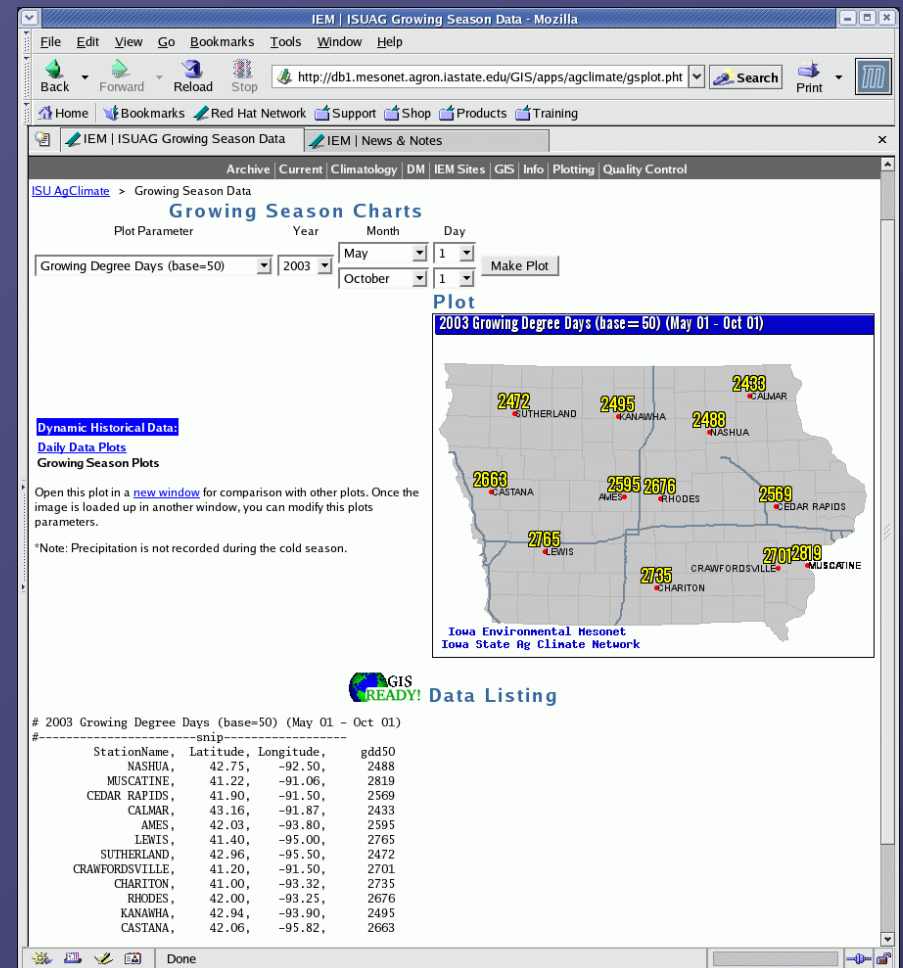 IEM | ISUAG Growing Season Data - Mozilla
File Edit View Go Bookmarks Tools Window Help
Back Forward Reload Stop http://db1.mesonet.agron.iastate.edu/GIS/apps/agclimate/gsplot.pht Search Print
Home Bookmarks Red Hat Network Support Shop Products Training
IEM | ISUAG Growing Season Data IEM | News & Notes
Archive | Current | Climatology | DM | IEM Sites | GIS | Info | Plotting | Quality Control
ISU AgClimate > Growing Season Data
Growing Season Charts
Plot Parameter Year Month Day
Growing Degree Days (base=50) 2003 May 1 Make Plot
October 1
Plot
2003 Growing Degree Days (base=50) (May 01 - Oct 01)
2433
CALMAR
2472
SUTHERLAND
2495
KANAWHA
2488
NASHUA
2663
CASTANA
2595
AMES
2676
RHODES
2569
CEDAR RAPIDS
2765
LEWIS
2735
CHARITON
2701
CRAWFORDSVILLE
2819
MUSCATINE
Iowa Environmental Mesonet
Iowa State Ag Climate Network
Dynamic Historical Data:
Daily Data Plots
Growing Season Plots
Open this plot in a new window for comparison with other plots. Once the
image is loaded up in another window, you can modify this plots
parameters.
*Note: Precipitation is not recorded during the cold season.
GIS
READY! Data Listing
# 2003 Growing Degree Days (base=50) (May 01 - Oct 01)
#------------------------snip-------------------
StationName, Latitude, Longitude, gdd50
NASHUA, 42.75, -92.50, 2488
MUSCATINE, 41.22, -91.06, 2819
CEDAR RAPIDS, 41.90, -91.50, 2569
CALMAR, 43.16, -91.87, 2433
AMES, 42.03, -93.80, 2595
LEWIS, 41.40, -95.00, 2765
SUTHERLAND, 42.96, -95.50, 2472
CRAWFORDSVILLE, 41.20, -91.50, 2701
CHARITON, 41.00, -93.32, 2735
RHODES, 42.00, -93.25, 2676
KANAWHA, 42.94, -93.90, 2495
CASTANA, 42.06, -95.82, 2663
Done